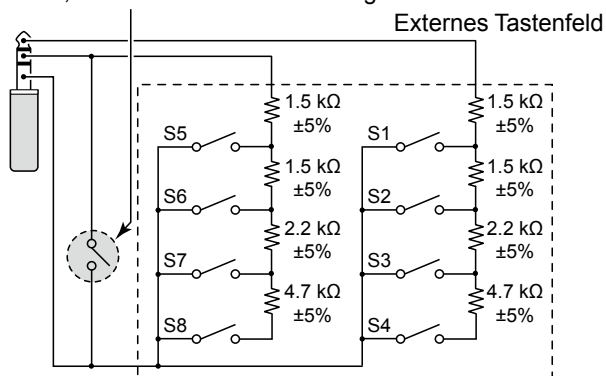 Externes Tastenfeld
1.5 kΩ
±5%
1.5 kΩ
±5%
S5
S1
1.5 kΩ
±5%
1.5 kΩ
±5%
S6
S2
2.2 kΩ
±5%
2.2 kΩ
±5%
S7
S3
4.7 kΩ
±5%
4.7 kΩ
±5%
S8
S4